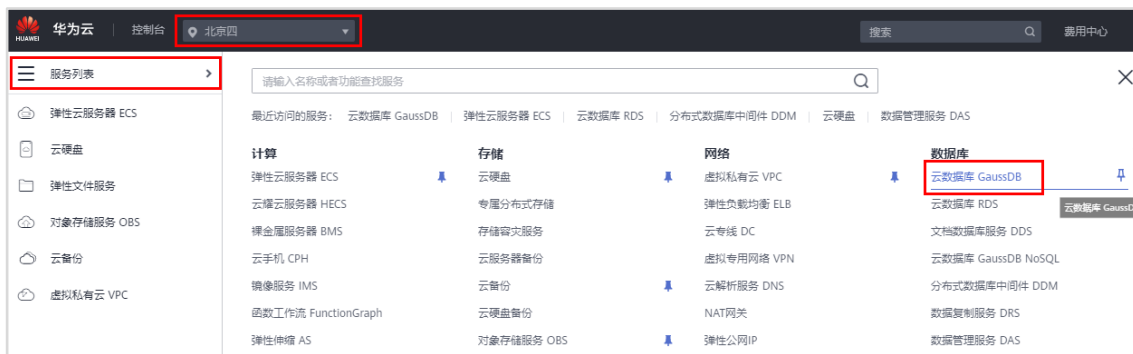 HUAWEI 华为云 控制台 北京四 搜索 费用中心
服务列表
弹性云服务器 ECS
云硬盘
弹性文件服务
对象存储服务 OBS
云备份
虚拟私有云 VPC
请输入名称或者功能查找服务
最近访问的服务： 云数据库 GaussDB 弹性云服务器 ECS 云数据库 RDS 分布式数据库中间件 DDM 云硬盘 数据管理服务 DAS
计算 存储 网络 数据库
弹性云服务器 ECS 云硬盘 虚拟私有云 VPC 云数据库 GaussDB
云耀云服务器 HECS 专属分布式存储 弹性负载均衡 ELB 云数据库 RDS 云数据库 GaussD
裸金属服务器 BMS 存储容灾服务 云专线 DC 文档数据库服务 DDS
云手机 CPH 云服务器备份 虚拟专用网络 VPN 云数据库 GaussDB NoSQL
镜像服务 IMS 云备份 云解析服务 DNS 分布式数据库中间件 DDM
函数工作流 FunctionGraph 云硬盘备份 NAT网关 数据复制服务 DRS
弹性伸缩 AS 对象存储服务 OBS 弹性公网IP 数据管理服务 DAS